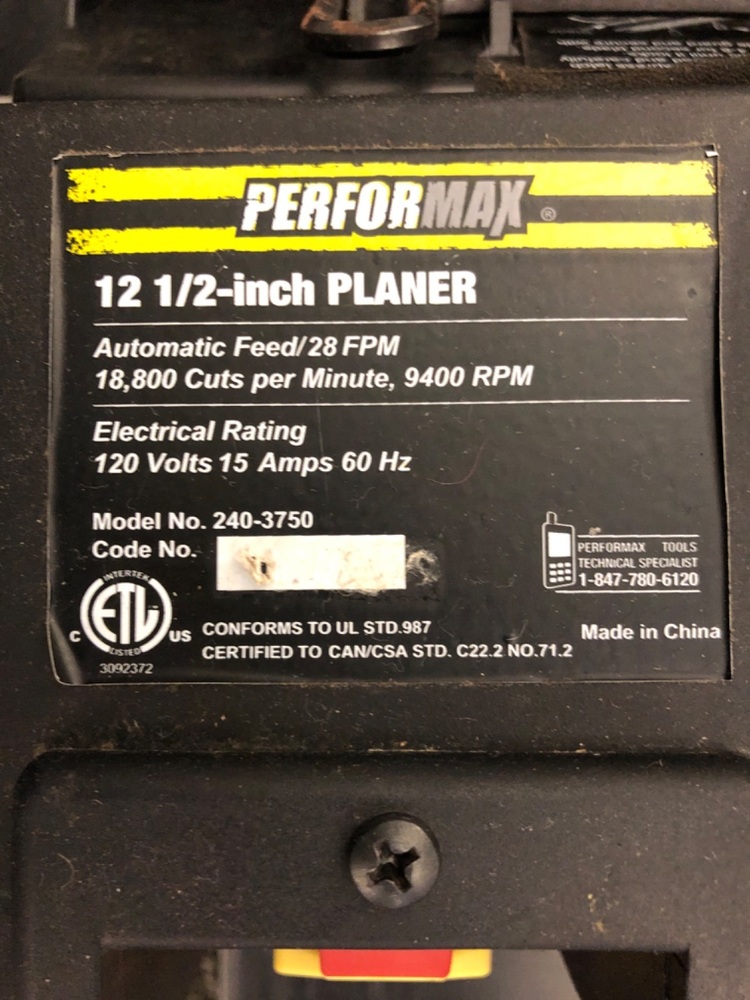 PERFORMAX ®
12 1/2-inch PLANER
Automatic Feed/28 FPM
18,800 Cuts per Minute, 9400 RPM
Electrical Rating
120 Volts 15 Amps 60 Hz
Model No. 240-3750
Code No.
PERFORMAX TOOLS
TECHNICAL SPECIALIST
1-847-780-6120
INTERTEK
ETL
LISTED
C US
3092372
CONFORMS TO UL STD.987
CERTIFIED TO CAN/CSA STD. C22.2 NO.71.2
Made in China